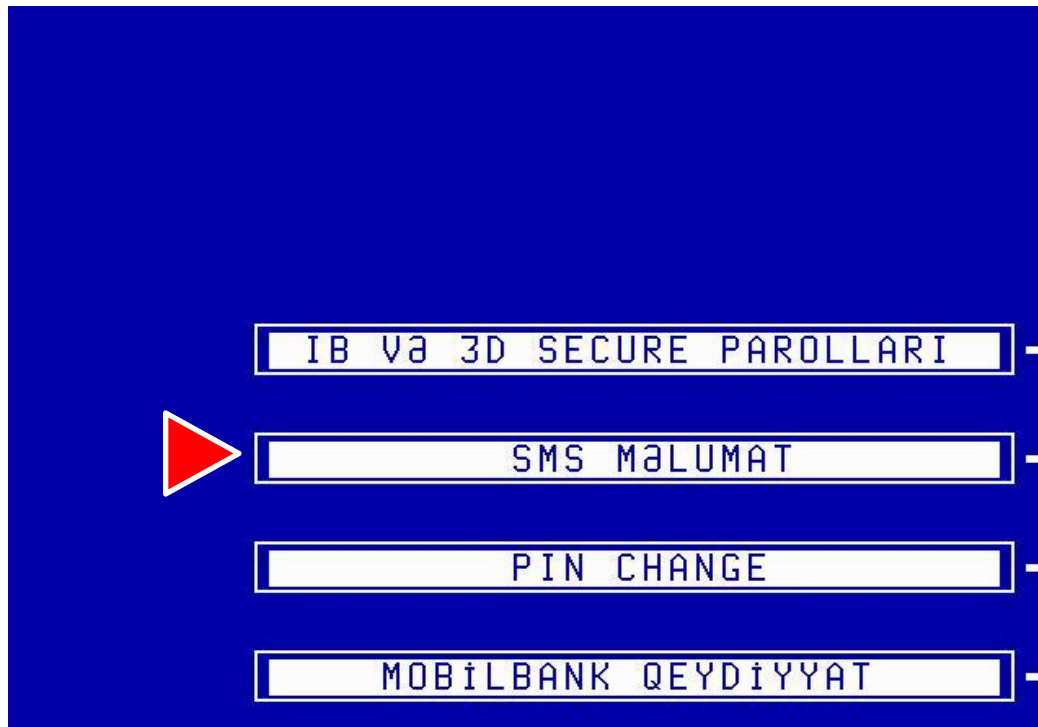 IB Və 3D SECURE PAROLLARI
SMS MəLUMAT
PIN CHANGE
MOBİLBANK QEYDİYYAT